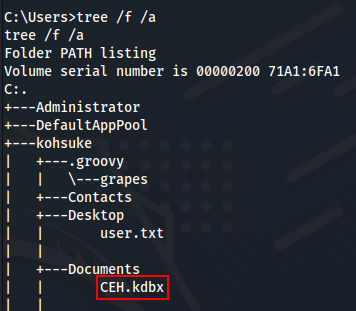 C:\Users>tree /f /a
tree /f /a
Folder PATH listing
Volume serial number is 00000200 71A1:6FA1
C:.
+---Administrator
+---DefaultAppPool
+---kohsuke
|   +---.groovy
|   |   \---grapes
|   +---Contacts
|   +---Desktop
|   |       user.txt
|   |
|   +---Documents
|   |       CEH.kdbx
|   |